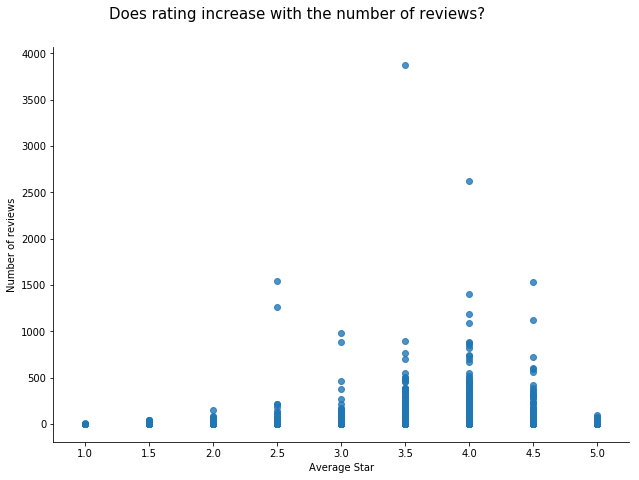 Does rating increase with the number of reviews?
4000
3500
3000
2500
2000
1500
1000
500
0
Number of reviews
1.0 1.5 2.0 2.5 3.0 3.5 4.0 4.5 5.0
Average Star